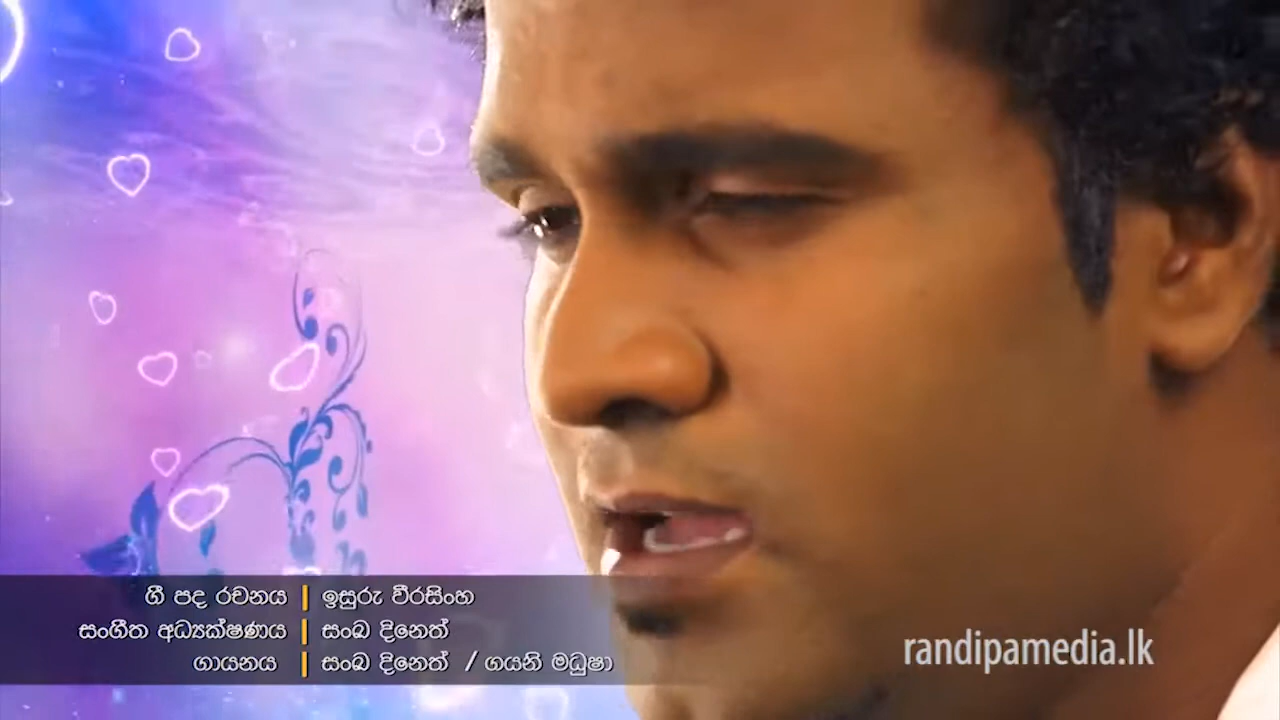 ගී පද රචනය | ඉසුරු වීරසිංහ
සංගීත අධ්‍යක්ෂණය | සංඛ දිනෙත්
ගායනය | සංඛ දිනෙත් / ගයනි මධුෂා
randipamedia.lk